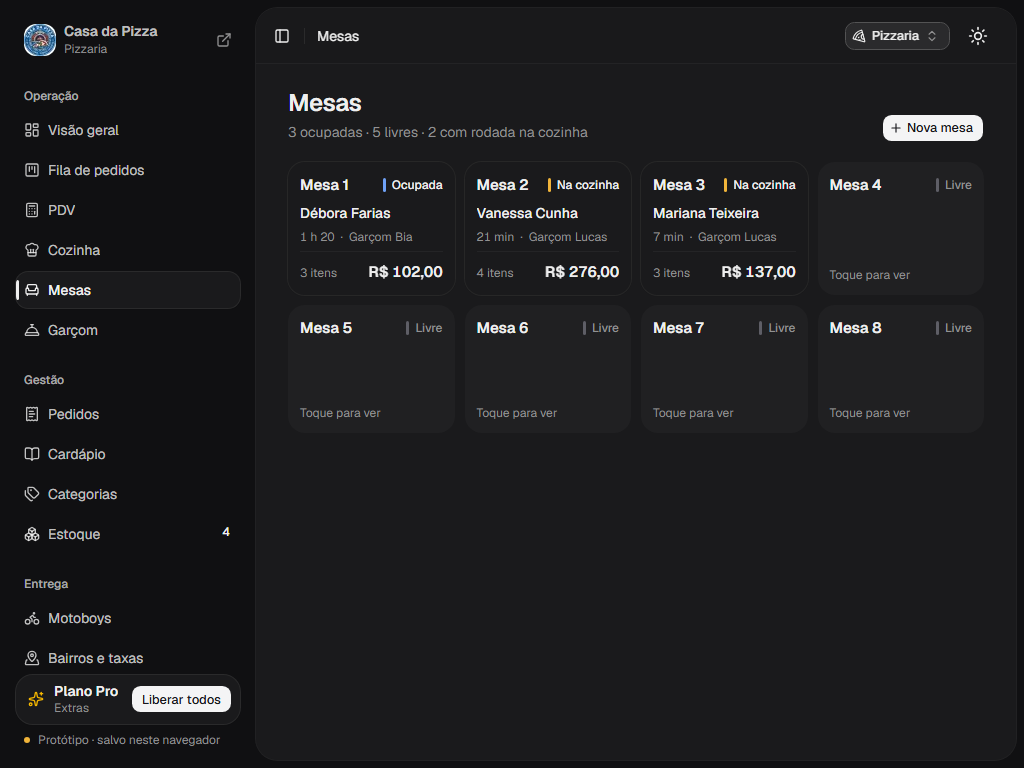 Casa da Pizza
Pizzaria
Operação
Visão geral
Fila de pedidos
PDV
Cozinha
Mesas
Garçom
Gestão
Pedidos
Cardápio
Categorias
Estoque 4
Entrega
Motoboys
Bairros e taxas
Plano Pro
Extras
Liberar todos
Protótipo · salvo neste navegador
Mesas
Pizzaria
Mesas
3 ocupadas · 5 livres · 2 com rodada na cozinha
Nova mesa
Mesa 1 Ocupada
Débora Farias
1 h 20 · Garçom Bia
3 itens R$ 102,00
Mesa 2 Na cozinha
Vanessa Cunha
21 min · Garçom Lucas
4 itens R$ 276,00
Mesa 3 Na cozinha
Mariana Teixeira
7 min · Garçom Lucas
3 itens R$ 137,00
Mesa 4 Livre
Toque para ver
Mesa 5 Livre
Toque para ver
Mesa 6 Livre
Toque para ver
Mesa 7 Livre
Toque para ver
Mesa 8 Livre
Toque para ver